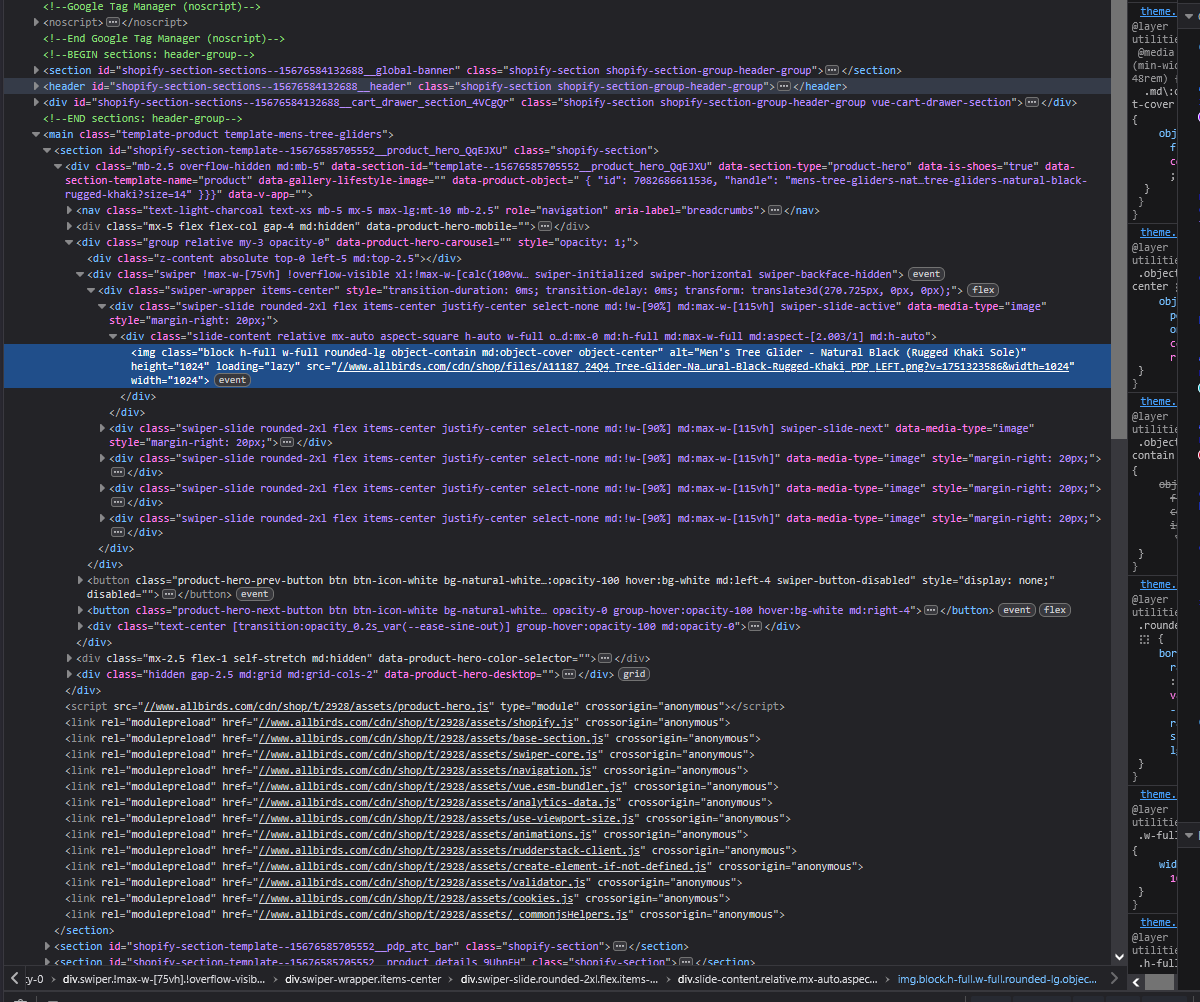 <!--Google Tag Manager (noscript)-->
<noscript> ⋯ </noscript>
<!--End Google Tag Manager (noscript)-->
<!--BEGIN sections: header-group-->
<section id="shopify-section-sections--15676584132688__global-banner" class="shopify-section shopify-section-group-header-group"> ⋯ </section>
<header id="shopify-section-sections--15676584132688__header" class="shopify-section shopify-section-group-header-group"> ⋯ </header>
<div id="shopify-section-sections--15676584132688__cart_drawer_section_4VCgQr" class="shopify-section shopify-section-group-header-group vue-cart-drawer-section"> ⋯ </div>
<!--END sections: header-group-->
<main class="template-product template-mens-tree-gliders">
<section id="shopify-section-template--15676585705552__product_hero_QqEJXU" class="shopify-section">
<div class="mb-2.5 overflow-hidden md:mb-5" data-section-id="template--15676585705552__product_hero_QqEJXU" data-section-type="product-hero" data-is-shoes="true" data-
section-template-name="product" data-gallery-lifestyle-image="" data-product-object=" { "id": 7082686611536, "handle": "mens-tree-gliders-nat…tree-gliders-natural-black-
rugged-khaki?size=14" }}}" data-v-app="">
<nav class="text-light-charcoal text-xs mb-5 mx-5 max-lg:mt-10 mb-2.5" role="navigation" aria-label="breadcrumbs"> ⋯ </nav>
<div class="mx-5 flex flex-col gap-4 md:hidden" data-product-hero-mobile=""> ⋯ </div>
<div class="group relative my-3 opacity-0" data-product-hero-carousel="" style="opacity: 1;">
<div class="z-content absolute top-0 left-5 md:top-2.5"></div>
<div class="swiper !max-w-[75vh] !overflow-visible xl:!max-w-[calc(100vw… swiper-initialized swiper-horizontal swiper-backface-hidden"> event
<div class="swiper-wrapper items-center" style="transition-duration: 0ms; transition-delay: 0ms; transform: translate3d(270.725px, 0px, 0px);"> flex
<div class="swiper-slide rounded-2xl flex items-center justify-center select-none md:!w-[90%] md:max-w-[115vh] swiper-slide-active" data-media-type="image"
style="margin-right: 20px;">
<div class="slide-content relative mx-auto aspect-square h-auto w-full o…d:mx-0 md:h-full md:max-w-full md:aspect-[2.003/1] md:h-auto">
<img class="block h-full w-full rounded-lg object-contain md:object-cover object-center" alt="Men's Tree Glider - Natural Black (Rugged Khaki Sole)"
height="1024" loading="lazy" src="//www.allbirds.com/cdn/shop/files/A11187_24Q4_Tree-Glider-Na…ural-Black-Rugged-Khaki_PDP_LEFT.png?v=1751323586&width=1024"
width="1024"> event
</div>
</div>
<div class="swiper-slide rounded-2xl flex items-center justify-center select-none md:!w-[90%] md:max-w-[115vh] swiper-slide-next" data-media-type="image"
style="margin-right: 20px;"> ⋯ </div>
<div class="swiper-slide rounded-2xl flex items-center justify-center select-none md:!w-[90%] md:max-w-[115vh]" data-media-type="image" style="margin-right: 20px;">
⋯ </div>
<div class="swiper-slide rounded-2xl flex items-center justify-center select-none md:!w-[90%] md:max-w-[115vh]" data-media-type="image" style="margin-right: 20px;">
⋯ </div>
<div class="swiper-slide rounded-2xl flex items-center justify-center select-none md:!w-[90%] md:max-w-[115vh]" data-media-type="image" style="margin-right: 20px;">
⋯ </div>
</div>
</div>
<button class="product-hero-prev-button btn btn-icon-white bg-natural-white…:opacity-100 hover:bg-white md:left-4 swiper-button-disabled" style="display: none;"
disabled=""> ⋯ </button> event
<button class="product-hero-next-button btn btn-icon-white bg-natural-white… opacity-0 group-hover:opacity-100 hover:bg-white md:right-4"> ⋯ </button> event flex
<div class="text-center [transition:opacity_0.2s_var(--ease-sine-out)] group-hover:opacity-100 md:opacity-0"> ⋯ </div>
</div>
<div class="mx-2.5 flex-1 self-stretch md:hidden" data-product-hero-color-selector=""> ⋯ </div>
<div class="hidden gap-2.5 md:grid md:grid-cols-2" data-product-hero-desktop=""> ⋯ </div> grid
</div>
<script src="//www.allbirds.com/cdn/shop/t/2928/assets/product-hero.js" type="module" crossorigin="anonymous"></script>
<link rel="modulepreload" href="//www.allbirds.com/cdn/shop/t/2928/assets/shopify.js" crossorigin="anonymous">
<link rel="modulepreload" href="//www.allbirds.com/cdn/shop/t/2928/assets/base-section.js" crossorigin="anonymous">
<link rel="modulepreload" href="//www.allbirds.com/cdn/shop/t/2928/assets/swiper-core.js" crossorigin="anonymous">
<link rel="modulepreload" href="//www.allbirds.com/cdn/shop/t/2928/assets/navigation.js" crossorigin="anonymous">
<link rel="modulepreload" href="//www.allbirds.com/cdn/shop/t/2928/assets/vue.esm-bundler.js" crossorigin="anonymous">
<link rel="modulepreload" href="//www.allbirds.com/cdn/shop/t/2928/assets/analytics-data.js" crossorigin="anonymous">
<link rel="modulepreload" href="//www.allbirds.com/cdn/shop/t/2928/assets/use-viewport-size.js" crossorigin="anonymous">
<link rel="modulepreload" href="//www.allbirds.com/cdn/shop/t/2928/assets/animations.js" crossorigin="anonymous">
<link rel="modulepreload" href="//www.allbirds.com/cdn/shop/t/2928/assets/rudderstack-client.js" crossorigin="anonymous">
<link rel="modulepreload" href="//www.allbirds.com/cdn/shop/t/2928/assets/create-element-if-not-defined.js" crossorigin="anonymous">
<link rel="modulepreload" href="//www.allbirds.com/cdn/shop/t/2928/assets/validator.js" crossorigin="anonymous">
<link rel="modulepreload" href="//www.allbirds.com/cdn/shop/t/2928/assets/cookies.js" crossorigin="anonymous">
<link rel="modulepreload" href="//www.allbirds.com/cdn/shop/t/2928/assets/_commonjsHelpers.js" crossorigin="anonymous">
</section>
<section id="shopify-section-template--15676585705552__pdp_atc_bar" class="shopify-section"> ⋯ </section>
<section id="shopify-section-template--15676585705552__product_details_9UhnEH" class="shopify-section"> ⋯ </section>
ty-0 > div.swiper.!max-w-[75vh].!overflow-visib... > div.swiper-wrapper.items-center > div.swiper-slide.rounded-2xl.flex.items-... > div.slide-content.relative.mx-auto.aspec... > img.block.h-full.w-full.rounded-lg.objec...
theme.
@layer
utilitie
@media
(min-wid
48rem) {
.md\:o
t-cover
{
obj
f
co
;
}
}
}
theme.
@layer
utilitie
.object
center
obj
po
on
co
r
}
}
theme.
@layer
utilitie
.object
contain
{
obj
f
co
i
}
}
theme.
@layer
utilitie
.rounde
{
bor
ra
:
va
-
ra
s
lg
}
}
theme.
@layer
utilitie
.w-full
{
wid
10
}
}
theme.
@layer
utilitie
.h-full